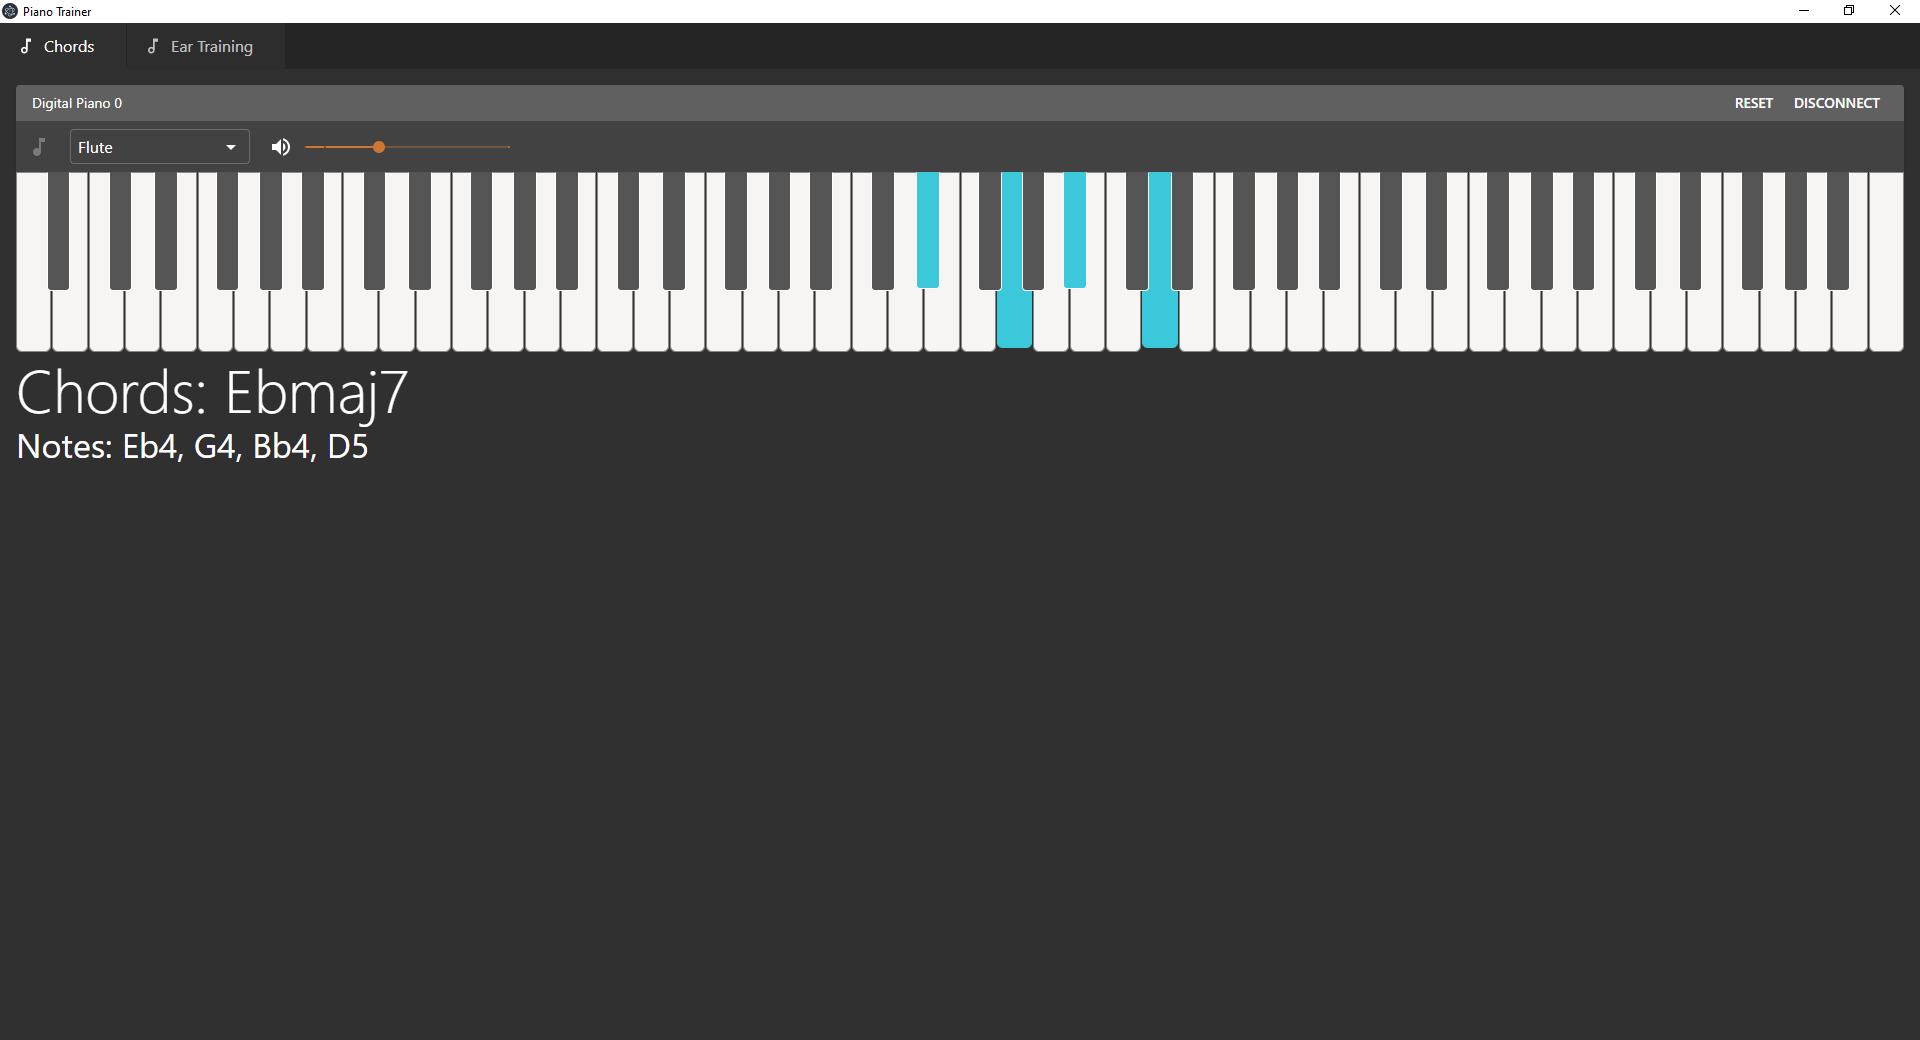 Piano Trainer
Chords Ear Training
Digital Piano 0 RESET DISCONNECT
Flute
Chords: Ebmaj7
Notes: Eb4, G4, Bb4, D5